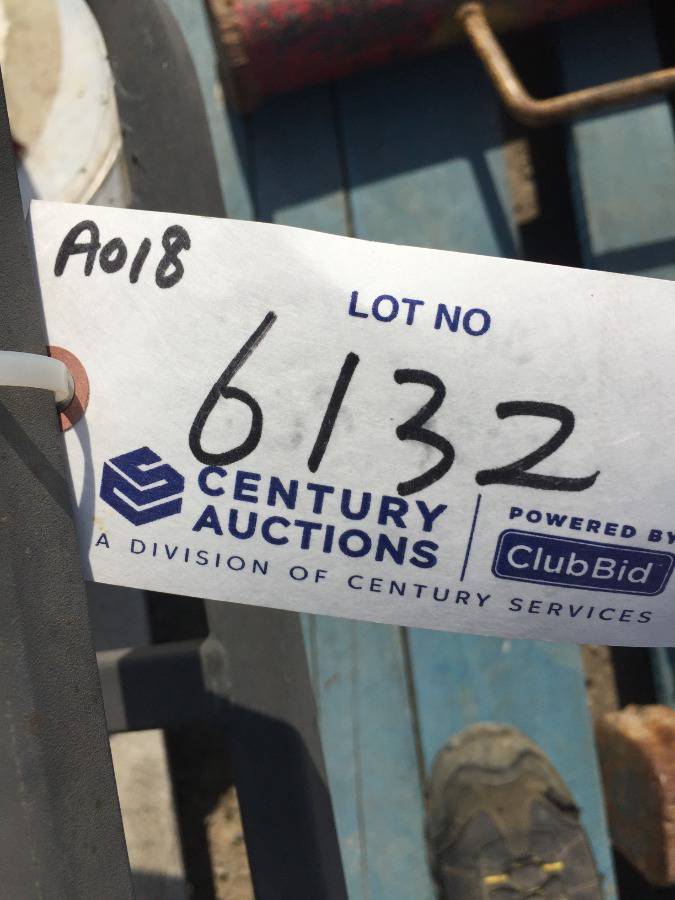 A018
LOT NO
6132
CENTURY
AUCTIONS
A DIVISION OF CENTURY SERVICES
POWERED BY
ClubBid